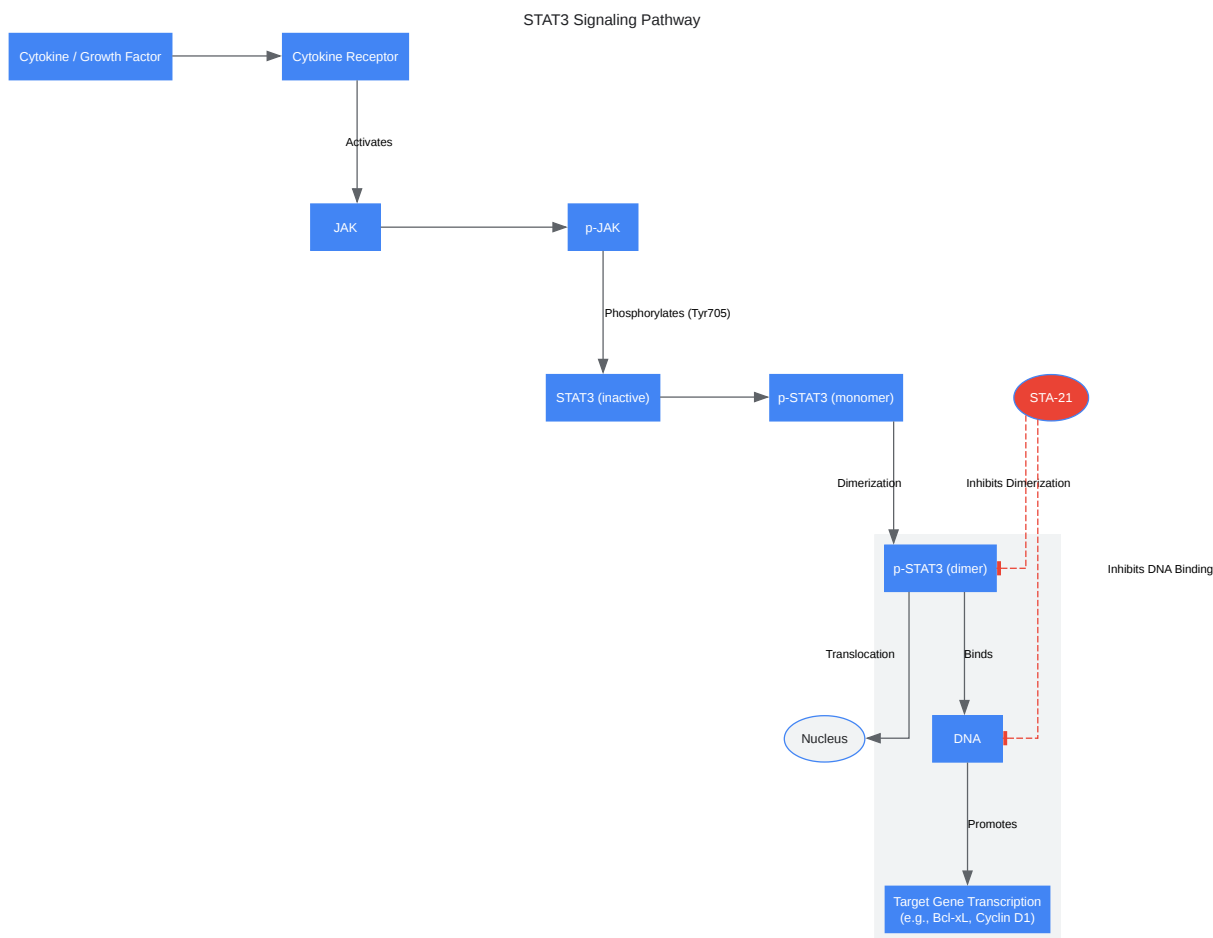 STAT3 Signaling Pathway
Cytokine / Growth Factor
Cytokine Receptor
Activates
JAK
p-JAK
Phosphorylates (Tyr705)
STAT3 (inactive)
p-STAT3 (monomer)
STA-21
Dimerization
Inhibits Dimerization
p-STAT3 (dimer)
Inhibits DNA Binding
Translocation
Binds
Nucleus
DNA
Promotes
Target Gene Transcription
(e.g., Bcl-xL, Cyclin D1)